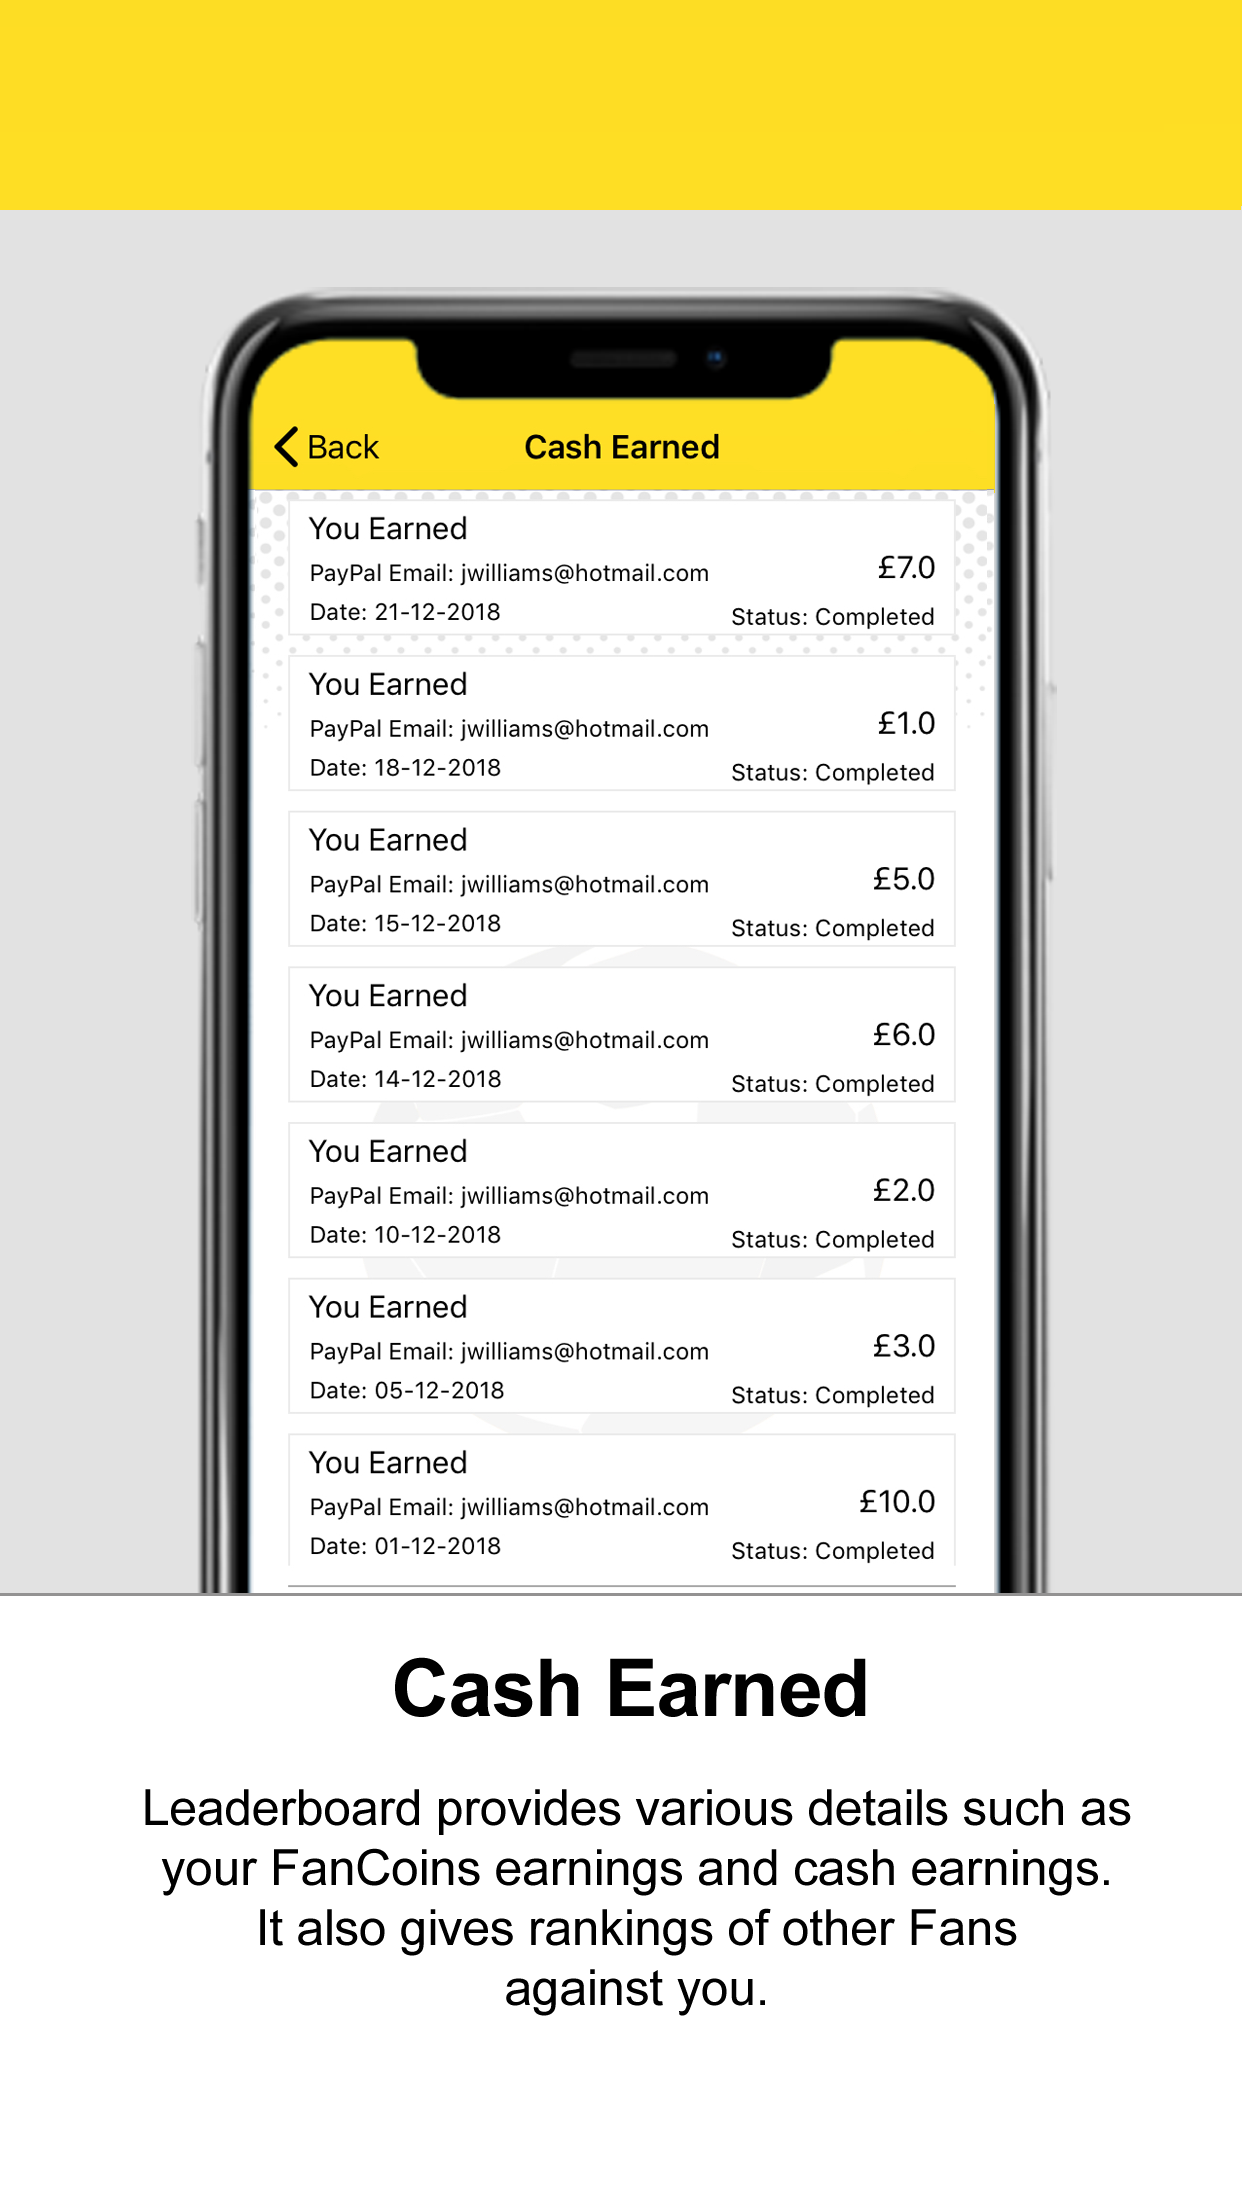 Back
Cash Earned
You Earned
PayPal Email: jwilliams@hotmail.com
£7.0
Date: 21-12-2018
Status: Completed
You Earned
PayPal Email: jwilliams@hotmail.com
£1.0
Date: 18-12-2018
Status: Completed
You Earned
PayPal Email: jwilliams@hotmail.com
£5.0
Date: 15-12-2018
Status: Completed
You Earned
PayPal Email: jwilliams@hotmail.com
£6.0
Date: 14-12-2018
Status: Completed
You Earned
PayPal Email: jwilliams@hotmail.com
£2.0
Date: 10-12-2018
Status: Completed
You Earned
PayPal Email: jwilliams@hotmail.com
£3.0
Date: 05-12-2018
Status: Completed
You Earned
PayPal Email: jwilliams@hotmail.com
£10.0
Date: 01-12-2018
Status: Completed
Cash Earned
Leaderboard provides various details such as
your FanCoins earnings and cash earnings.
It also gives rankings of other Fans
against you.